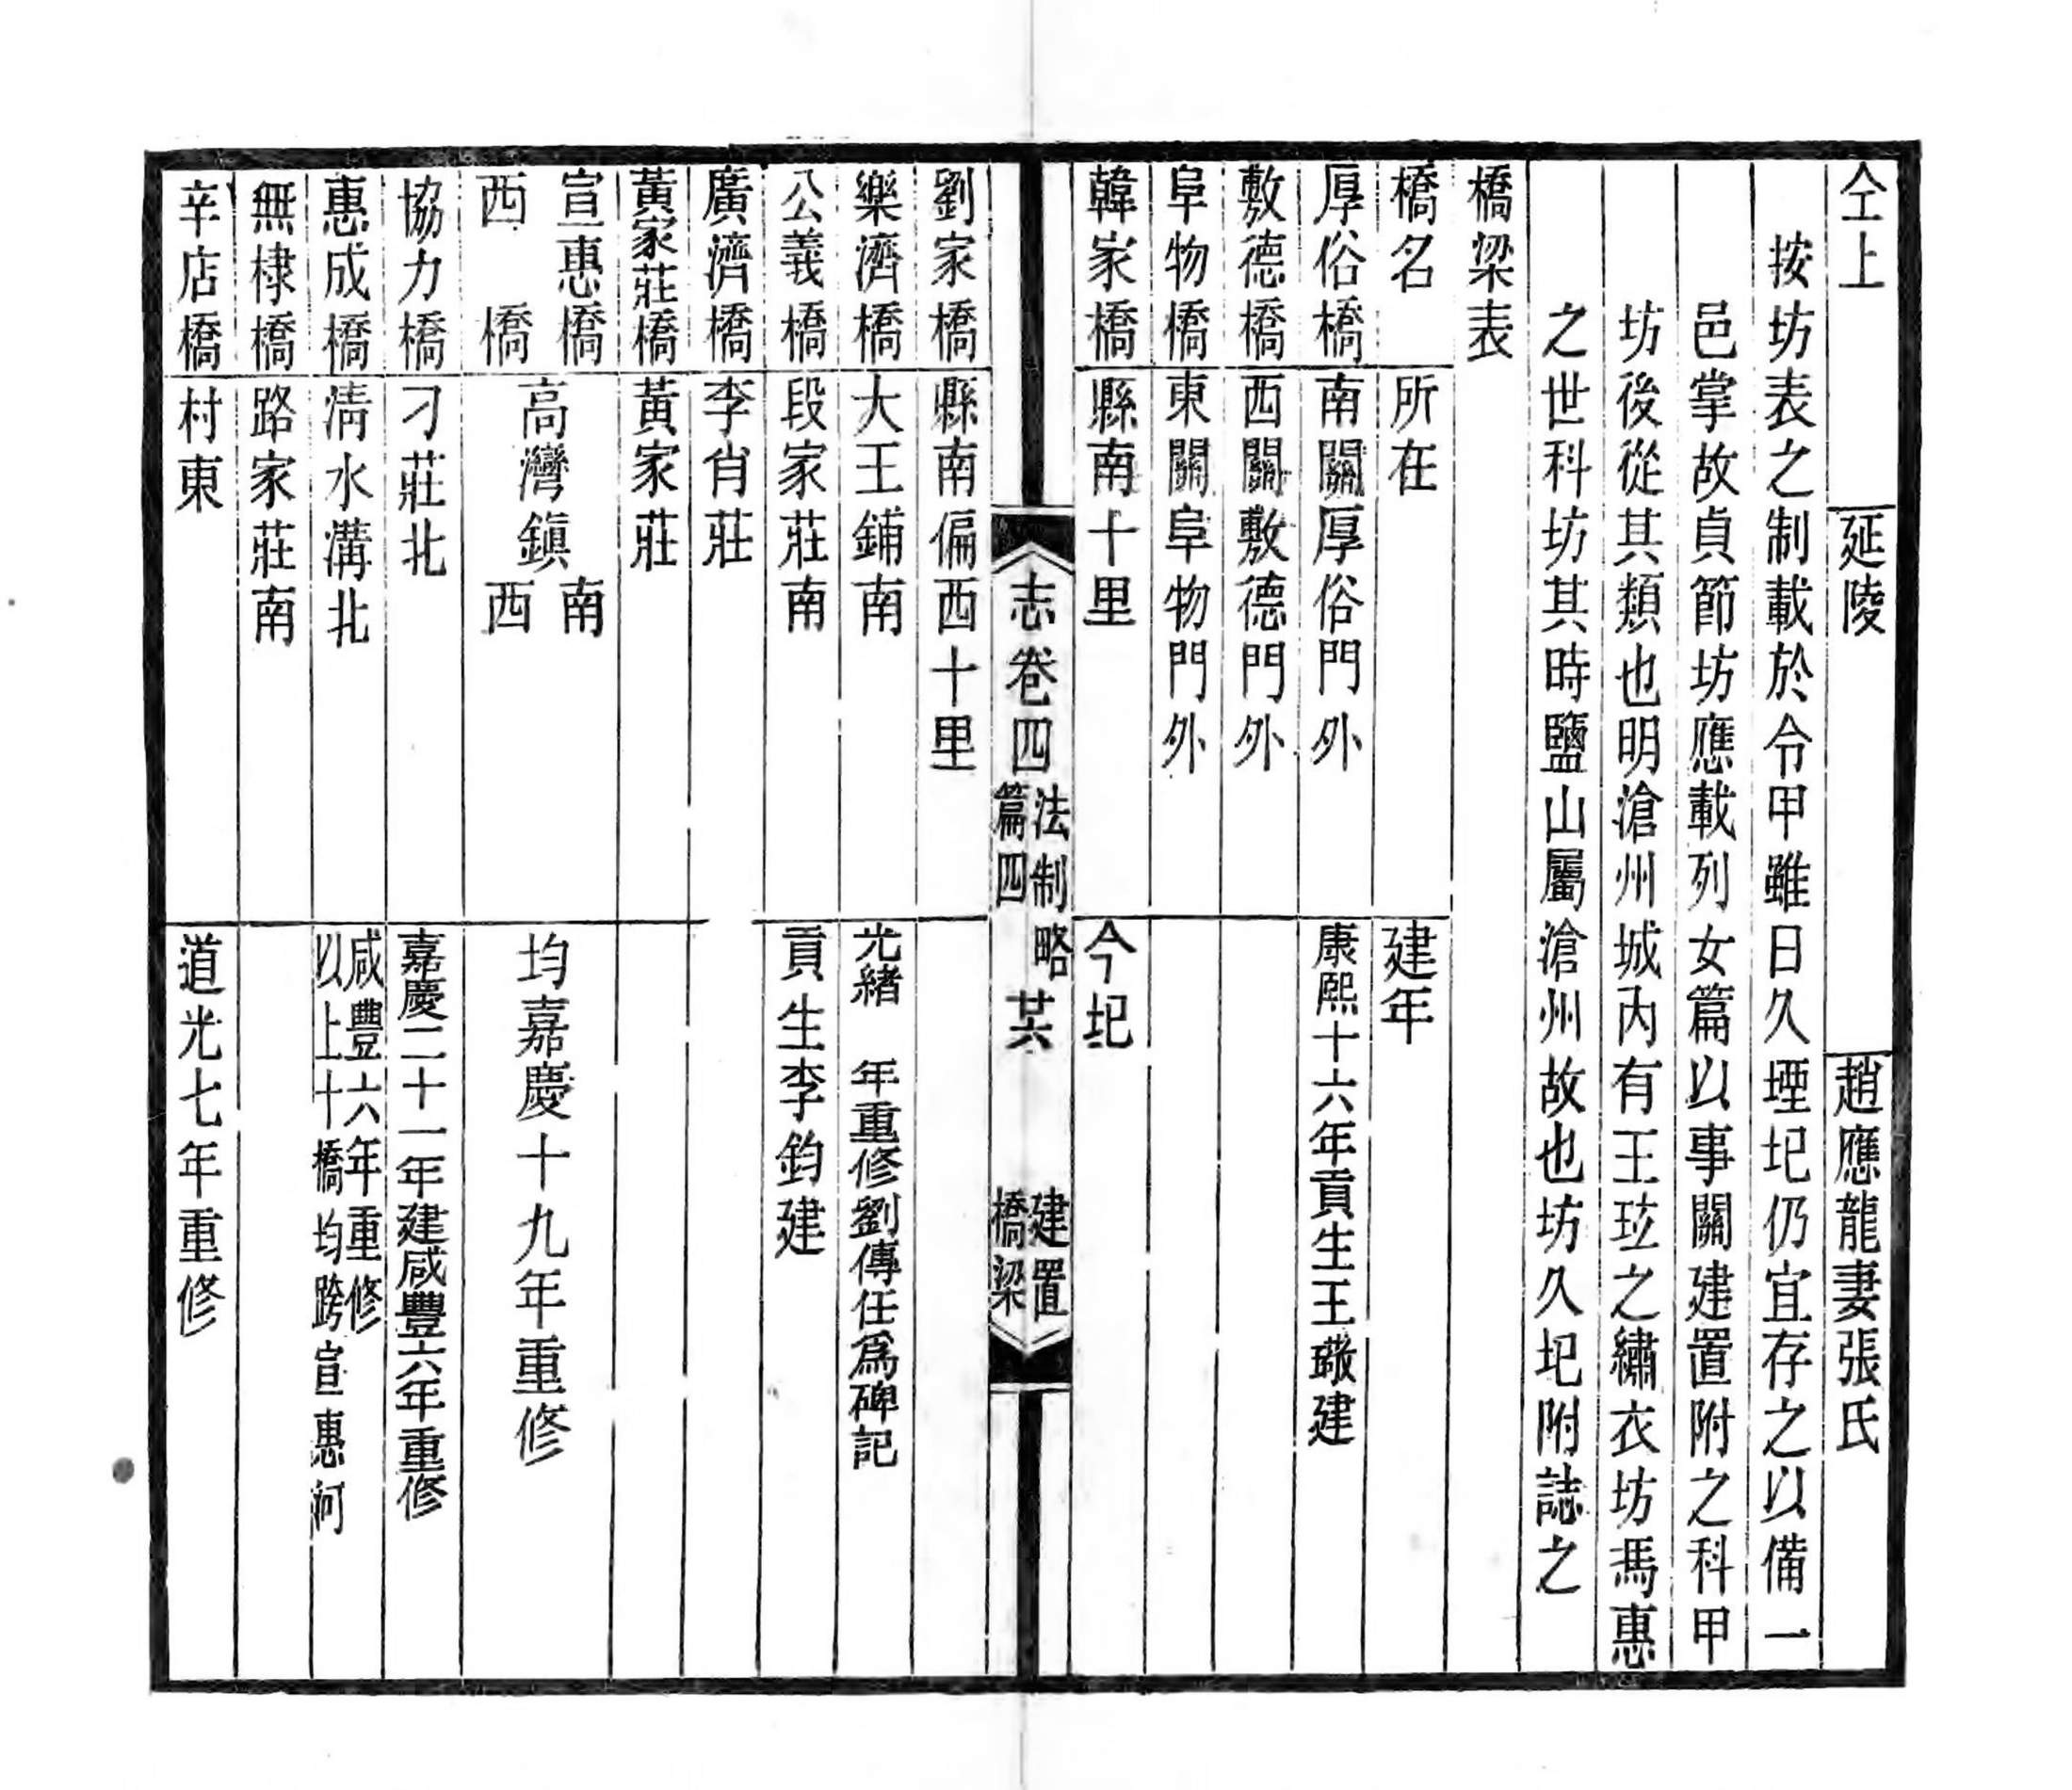 仝上　延陵　趙應龍妻張氏
按坊表之制載於令甲雖日久堙圮仍宜存之以備一
邑掌故貞節坊應載列女篇以事關建置附之科甲
坊後從其類也明滄州城內有王玹之繡衣坊馮惠
之世科坊其時鹽山屬滄州故也坊久圮附誌之
橋梁表
橋名　所在　建年
厚俗橋　南關厚俗門外　康熙十六年貢生王璥建
敷德橋　西關敷德門外
阜物橋　東關阜物門外
韓家橋　縣南十里　今圮
志卷四　法制略　篇四　廿六　建置　橋梁
劉家橋　縣南偏西十里
樂濟橋　大王鋪南　光緒　年重修劉傳任爲碑記
公義橋　段家莊南　貢生李鈞建
廣濟橋　李肖莊
黃家莊橋　黃家莊
宣惠橋　西橋　高灣鎮　南　西　均嘉慶十九年重修
協力橋　刁莊北　嘉慶二十一年建咸豐六年重修
惠成橋　清水溝北　咸豐六年重修　以上十橋均跨宣惠河
無棣橋　路家莊南
辛店橋　村東　道光七年重修